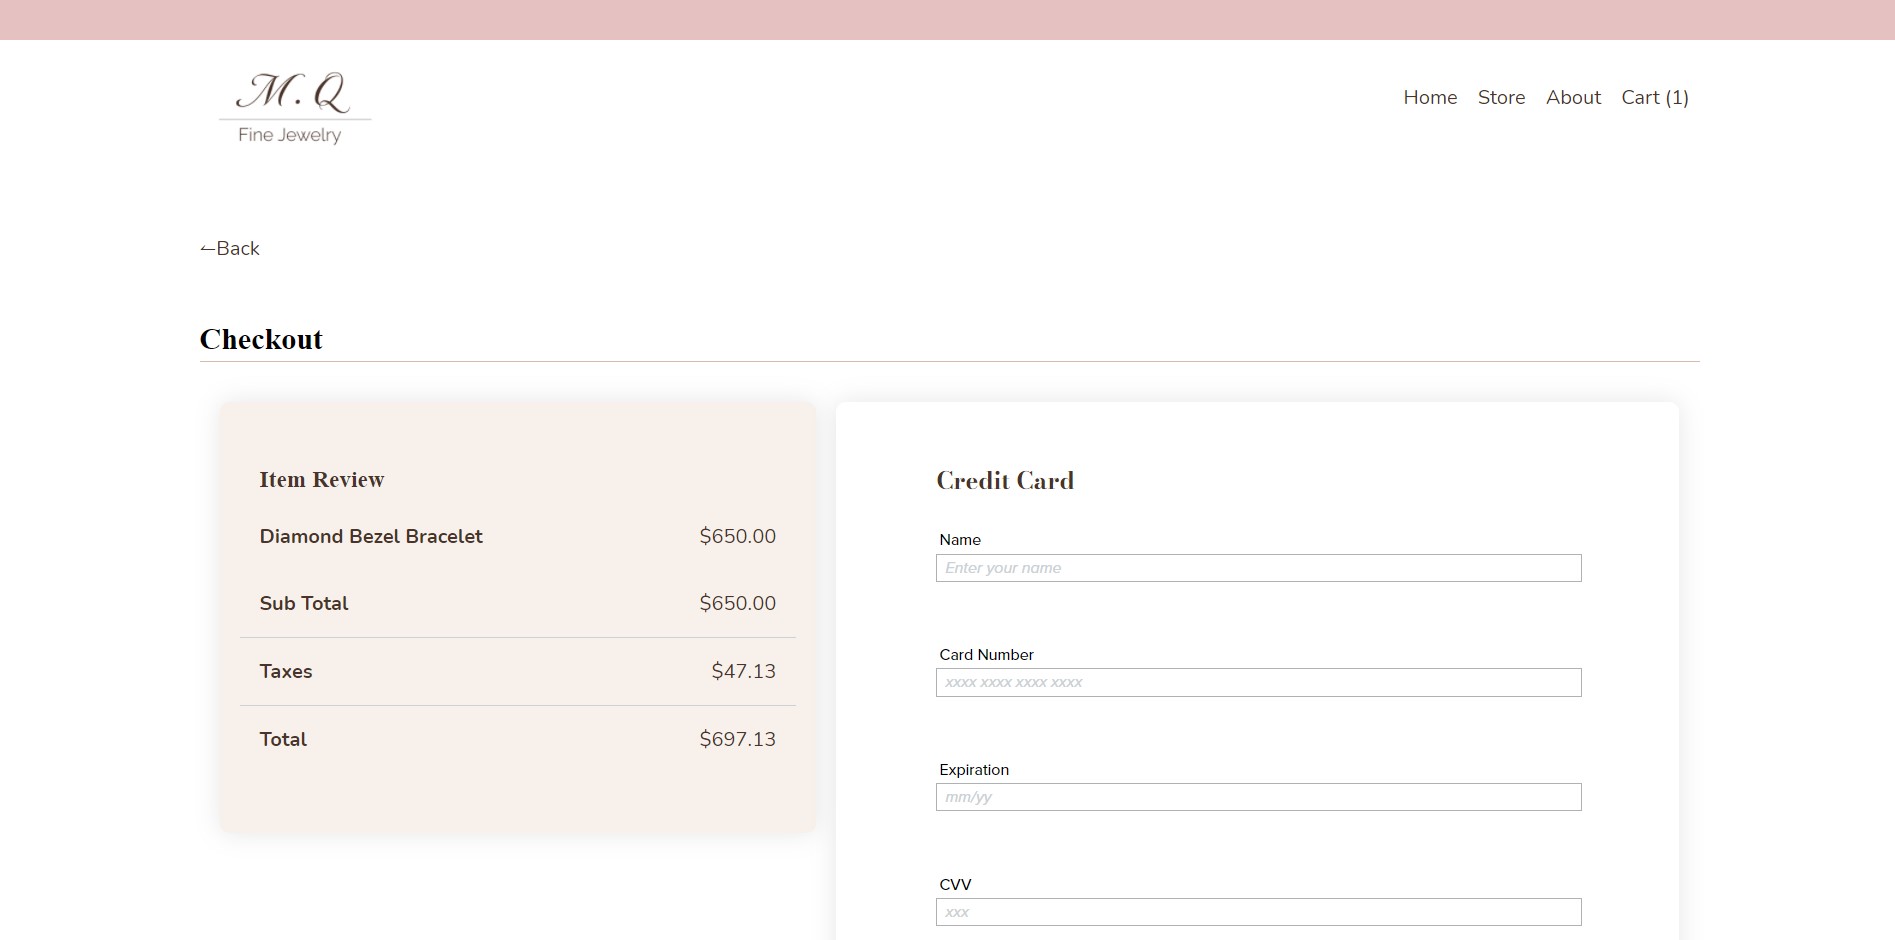 M.Q
Fine Jewelry
Home Store About Cart (1)
←Back
Checkout
Item Review
Diamond Bezel Bracelet $650.00
Sub Total $650.00
Taxes $47.13
Total $697.13
Credit Card
Name
Enter your name
Card Number
xxxx xxxx xxxx xxxx
Expiration
mm/yy
CVV
xxx